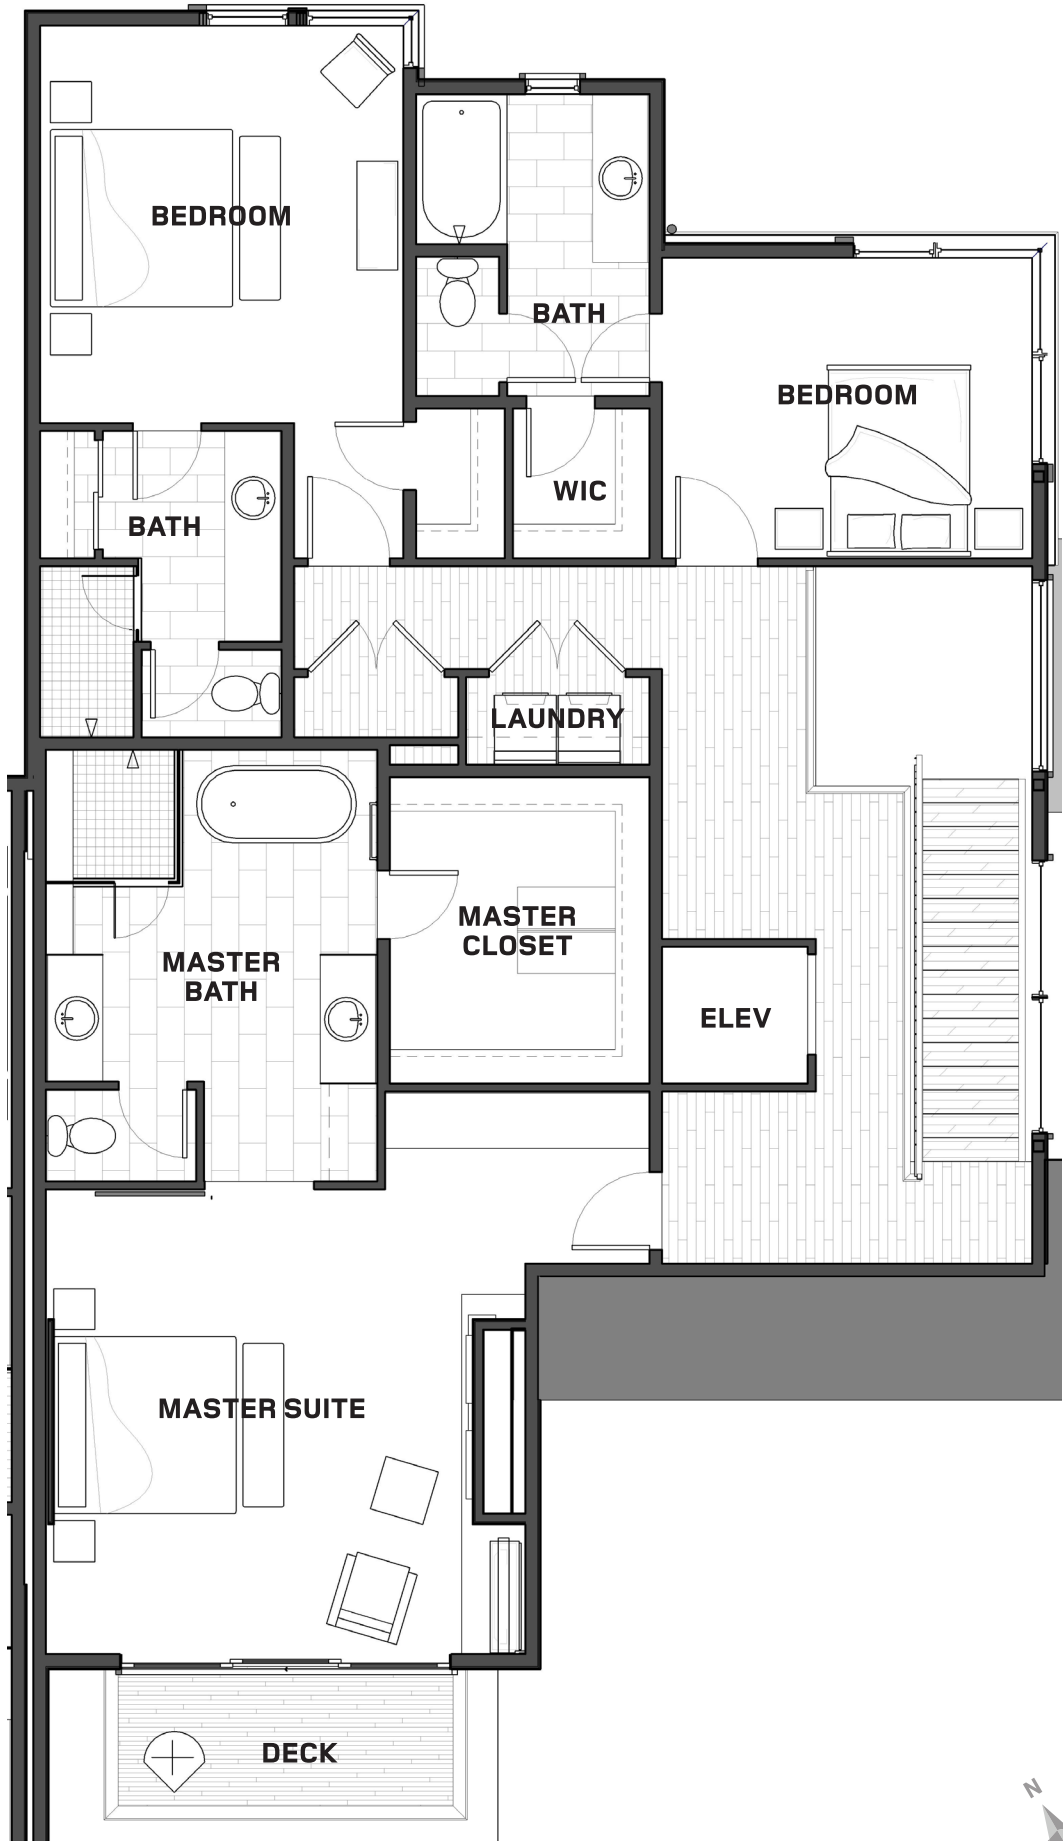 BEDROOM
BATH
BEDROOM
WIC
BATH
LAUNDRY
MASTER
CLOSET
MASTER
BATH
ELEV
MASTER SUITE
DECK
N